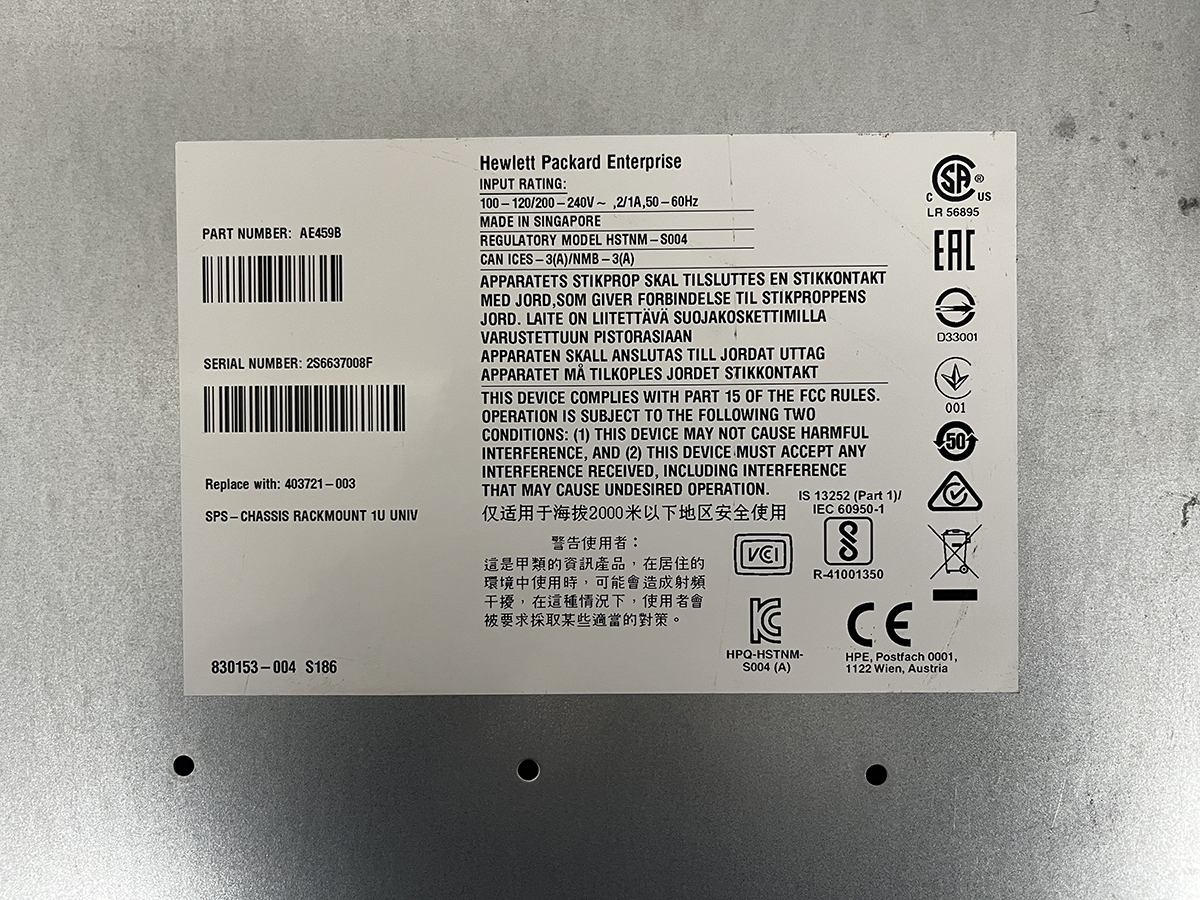 PART NUMBER: AE459B
SERIAL NUMBER: 2S6637008F
Replace with: 403721-003
SPS-CHASSIS RACKMOUNT 1U UNIV
830153-004 S186
Hewlett Packard Enterprise
INPUT RATING:
100-120/200-240V~ ,2/1A,50-60Hz
MADE IN SINGAPORE
REGULATORY MODEL HSTNM-S004
CAN ICES-3(A)/NMB-3(A)
APPARATETS STIKPROP SKAL TILSLUTTES EN STIKKONTAKT
MED JORD,SOM GIVER FORBINDELSE TIL STIKPROPPENS
JORD. LAITE ON LIITETTÄVÄ SUOJAKOSKETTIMILLA
VARUSTETTUUN PISTORASIAAN
APPARATEN SKALL ANSLUTAS TILL JORDAT UTTAG
APPARATET MÅ TILKOPLES JORDET STIKKONTAKT
THIS DEVICE COMPLIES WITH PART 15 OF THE FCC RULES.
OPERATION IS SUBJECT TO THE FOLLOWING TWO
CONDITIONS: (1) THIS DEVICE MAY NOT CAUSE HARMFUL
INTERFERENCE, AND (2) THIS DEVICE MUST ACCEPT ANY
INTERFERENCE RECEIVED, INCLUDING INTERFERENCE
THAT MAY CAUSE UNDESIRED OPERATION.
仅适用于海拔2000米以下地区安全使用
警告使用者：
這是甲類的資訊產品，在居住的
環境中使用時，可能會造成射頻
干擾，在這種情況下，使用者會
被要求採取某些適當的對策。
VCI
IS 13252 (Part 1)/
IEC 60950-1
R-41001350
HPQ-HSTNM-
S004 (A)
CE
HPE, Postfach 0001,
1122 Wien, Austria
C SA ® US
LR 56895
EAC
D33001
001
50